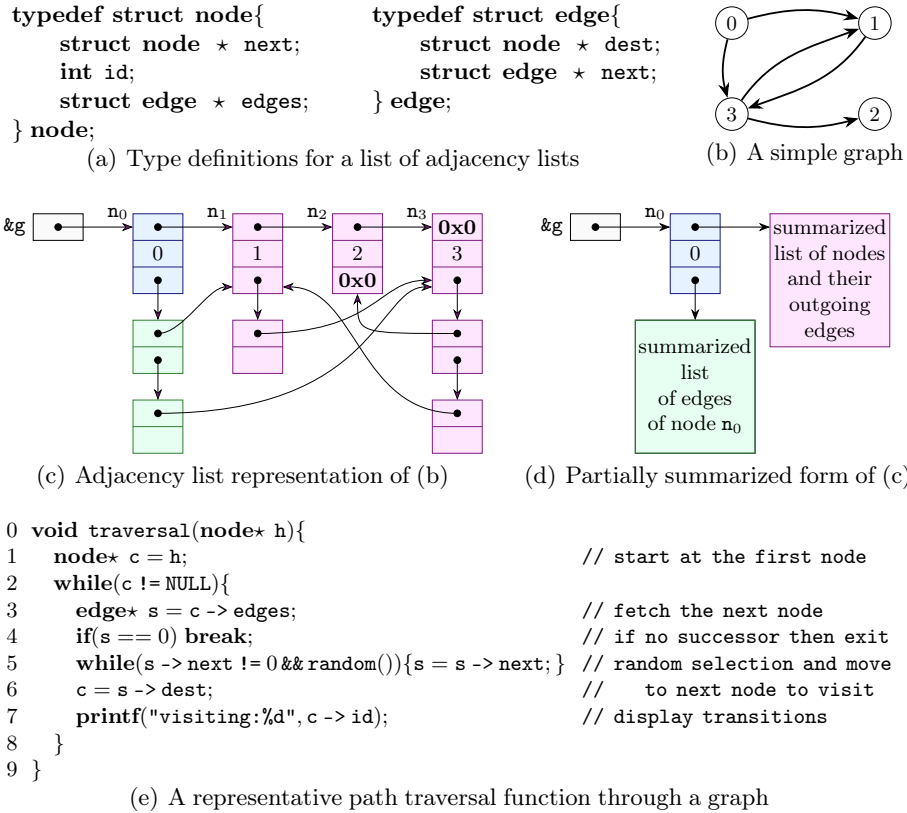 typedef struct node{
struct node ⋆ next;
int id;
struct edge ⋆ edges;
} node;
typedef struct edge{
struct node ⋆ dest;
struct edge ⋆ next;
} edge;
(a) Type definitions for a list of adjacency lists
0
1
3
2
(b) A simple graph
&g
n0
n1
n2
n3
0x0
0
1
2
3
0x0
(c) Adjacency list representation of (b)
&g
n0
0
summarized
list of nodes
and their
outgoing
edges
summarized
list
of edges
of node n0
(d) Partially summarized form of (c)
0 void traversal(node⋆ h){
1 node⋆ c = h; // start at the first node
2 while(c != NULL){
3 edge⋆ s = c -> edges; // fetch the next node
4 if(s == 0) break; // if no successor then exit
5 while(s -> next != 0 && random()){s = s -> next; } // random selection and move
6 c = s -> dest; // to next node to visit
7 printf("visiting:%d", c -> id); // display transitions
8 }
9 }
(e) A representative path traversal function through a graph